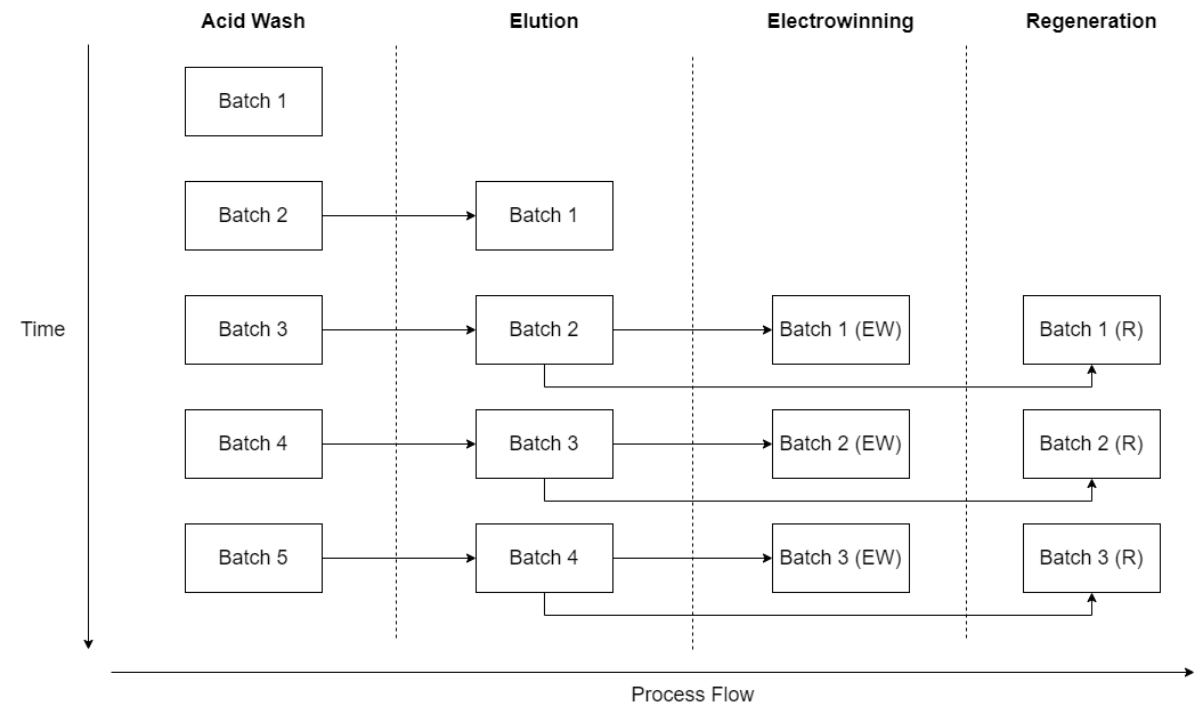 Acid Wash Elution Electrowinning Regeneration
Batch 1
Batch 2 Batch 1
Time Batch 3 Batch 2 Batch 1 (EW) Batch 1 (R)
Batch 4 Batch 3 Batch 2 (EW) Batch 2 (R)
Batch 5 Batch 4 Batch 3 (EW) Batch 3 (R)
Process Flow